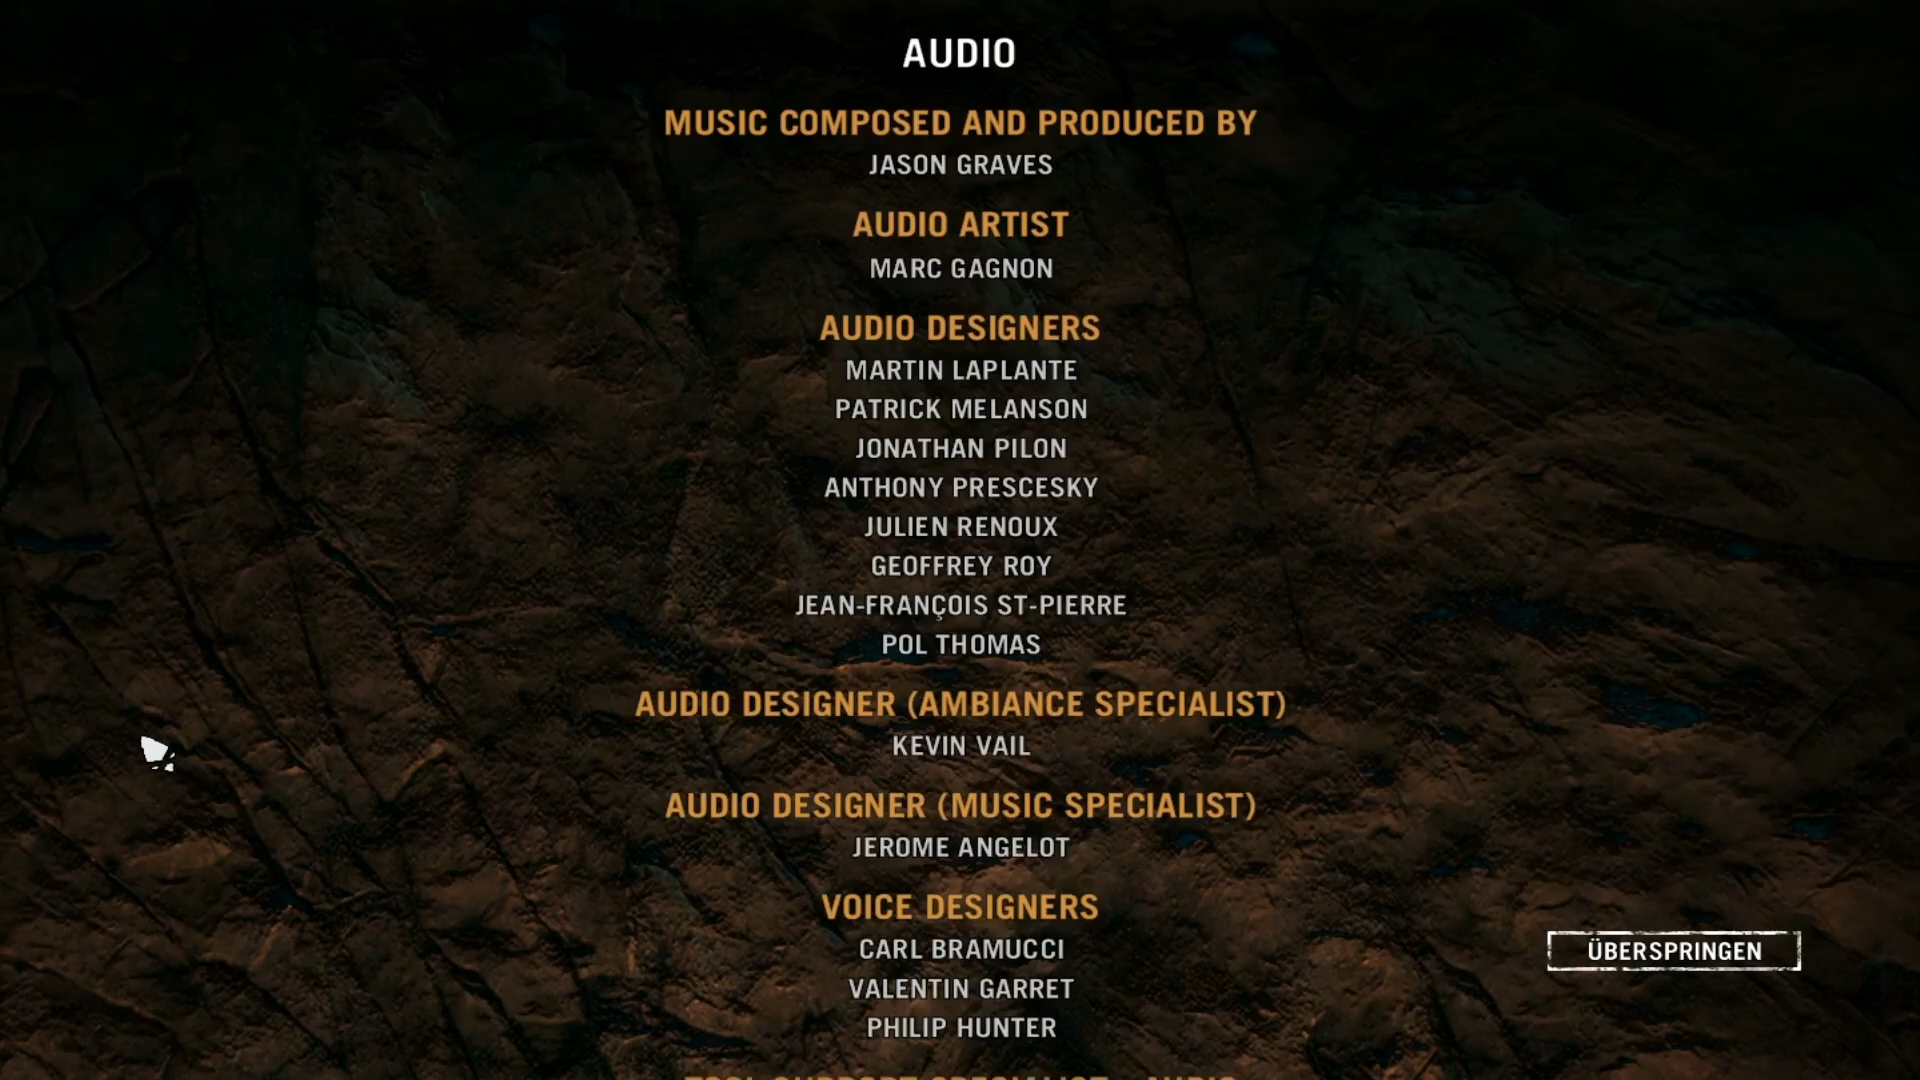 AUDIO
MUSIC COMPOSED AND PRODUCED BY
JASON GRAVES
AUDIO ARTIST
MARC GAGNON
AUDIO DESIGNERS
MARTIN LAPLANTE
PATRICK MELANSON
JONATHAN PILON
ANTHONY PRESCESKY
JULIEN RENOUX
GEOFFREY ROY
JEAN-FRANÇOIS ST-PIERRE
POL THOMAS
AUDIO DESIGNER (AMBIANCE SPECIALIST)
KEVIN VAIL
AUDIO DESIGNER (MUSIC SPECIALIST)
JEROME ANGELOT
VOICE DESIGNERS
CARL BRAMUCCI
VALENTIN GARRET
PHILIP HUNTER
ÜBERSPRINGEN